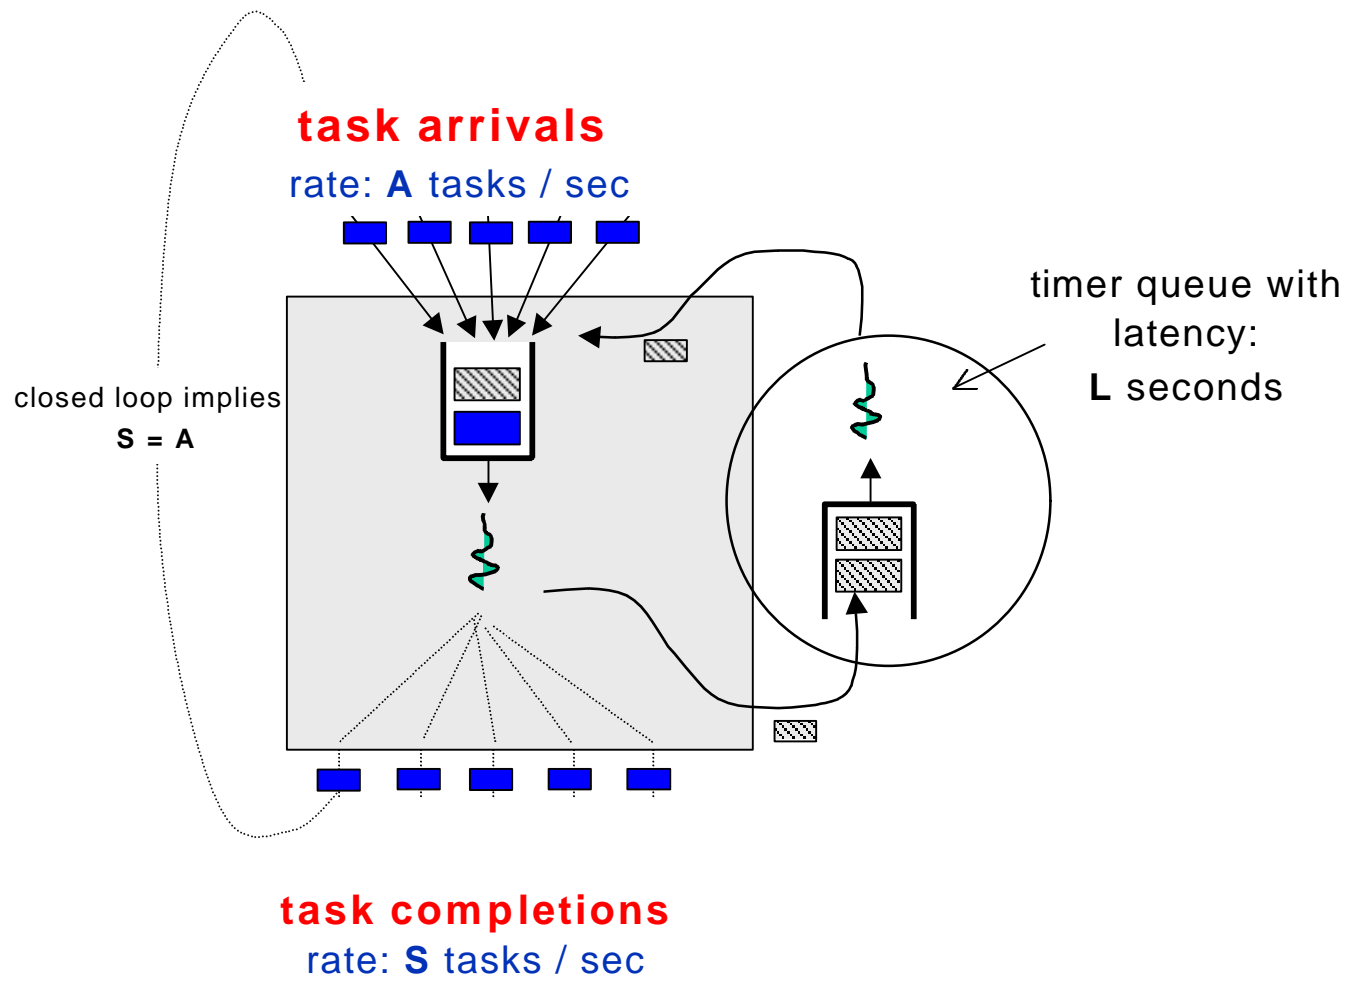 task arrivals
rate: A tasks / sec
timer queue with
latency:
L seconds
closed loop implies
S = A
task completions
rate: S tasks / sec